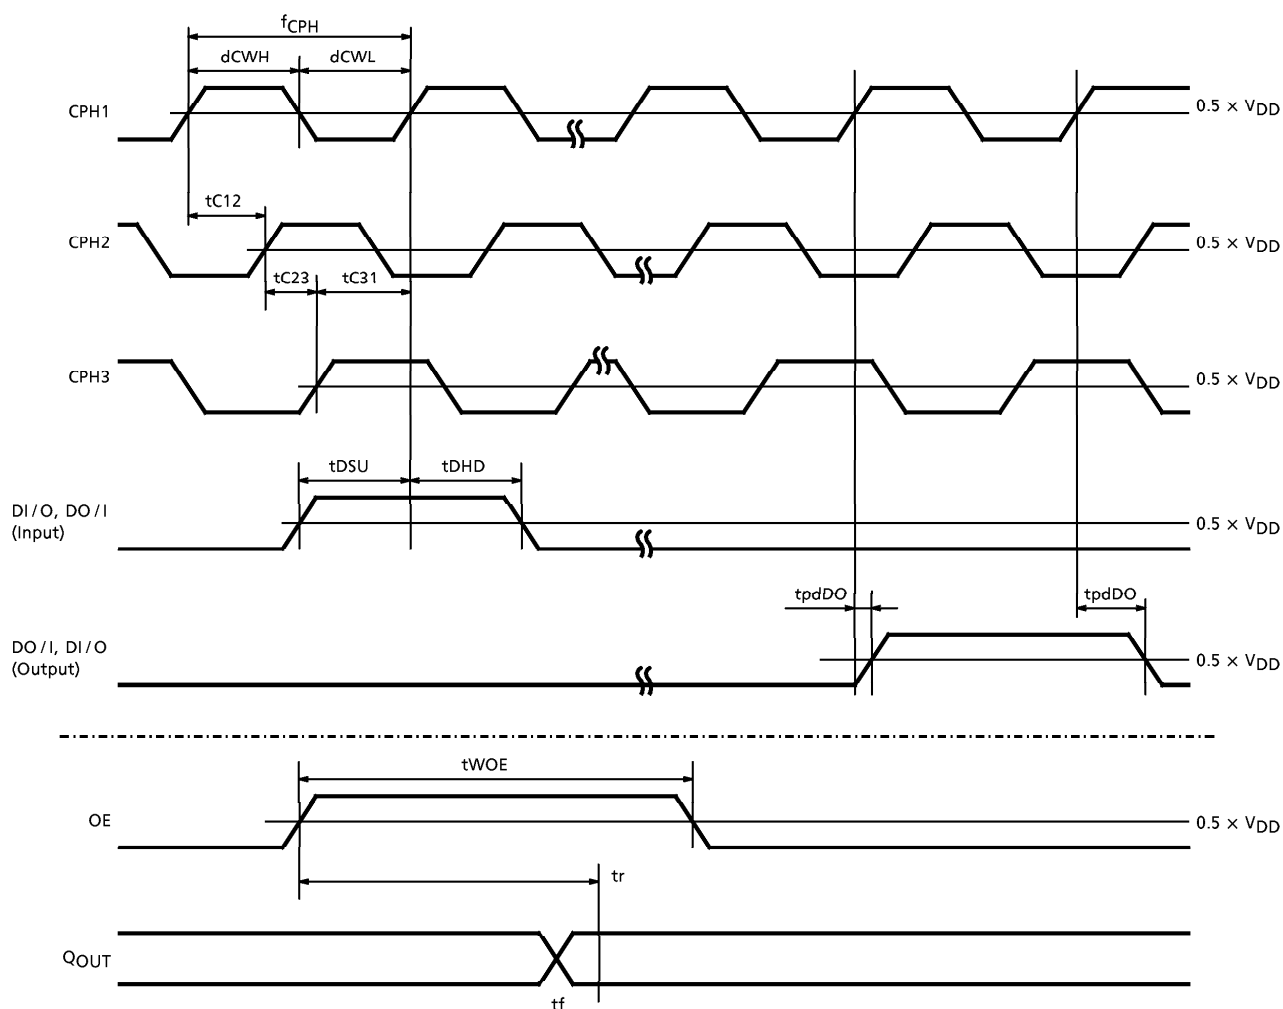 fCPH
dCWH dCWL
CPH1
0.5 × VDD
tC12
CPH2
0.5 × VDD
tC23 tC31
CPH3
0.5 × VDD
tDSU tDHD
DI/O, DO/I
(Input)
0.5 × VDD
tpdDO tpdDO
DO/I, DI/O
(Output)
0.5 × VDD
tWOE
OE
0.5 × VDD
tr
QOUT
tf